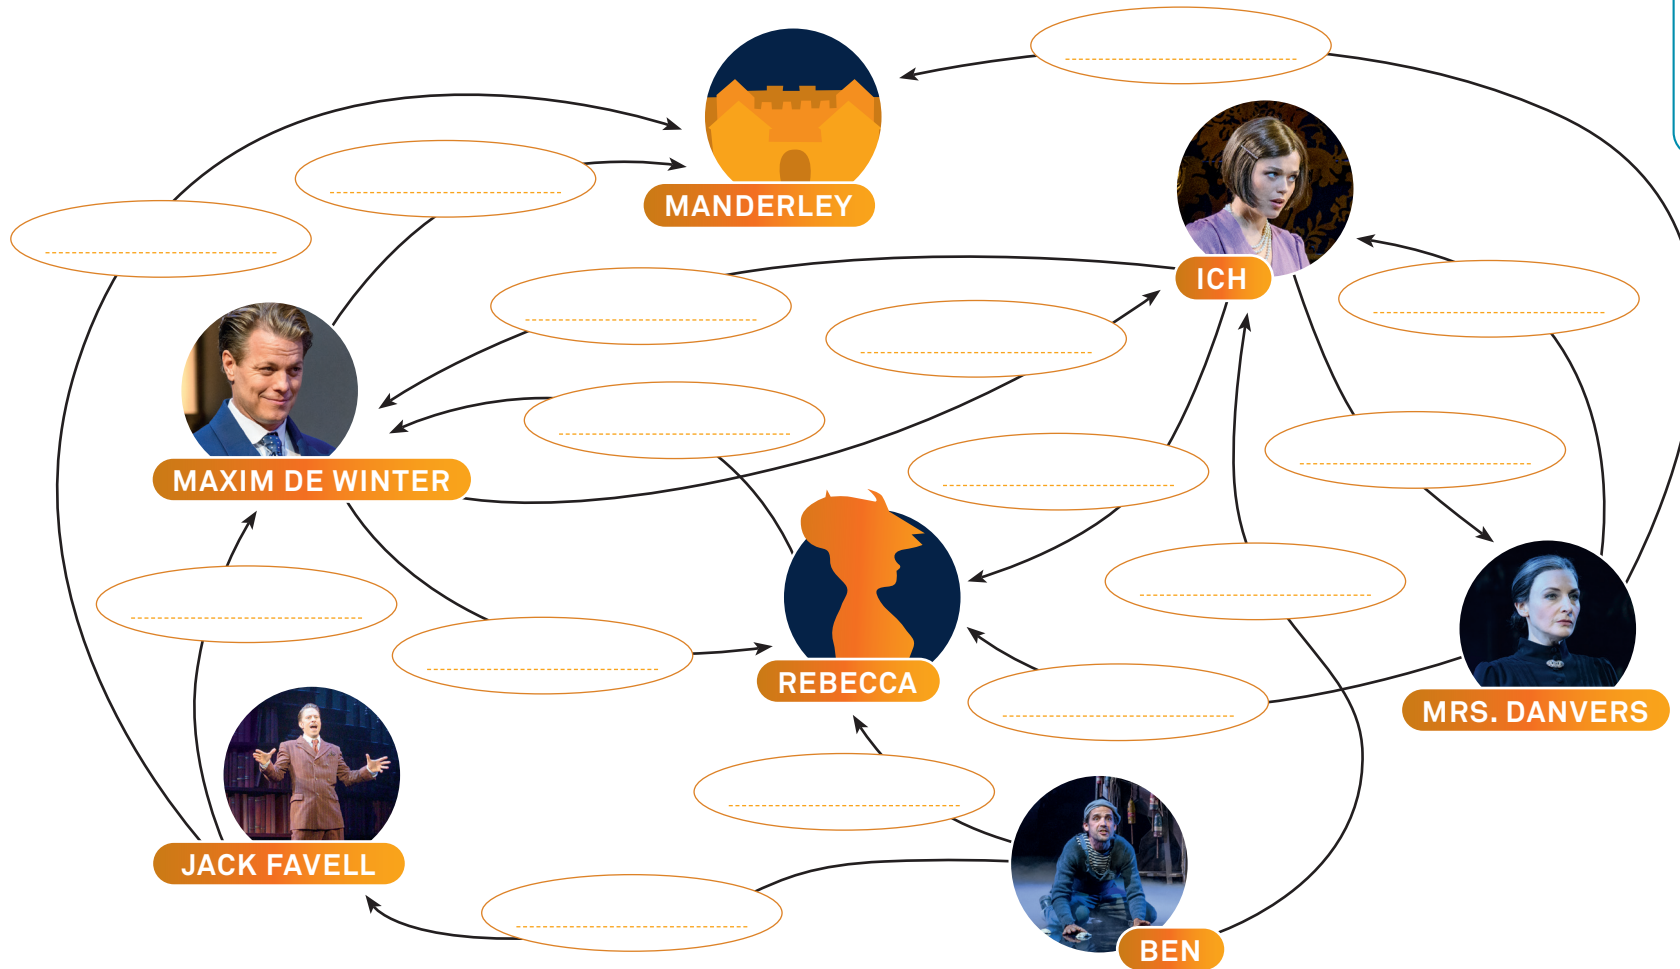 MANDERLEY
ICH
MAXIM DE WINTER
REBECCA
MRS. DANVERS
JACK FAVELL
BEN